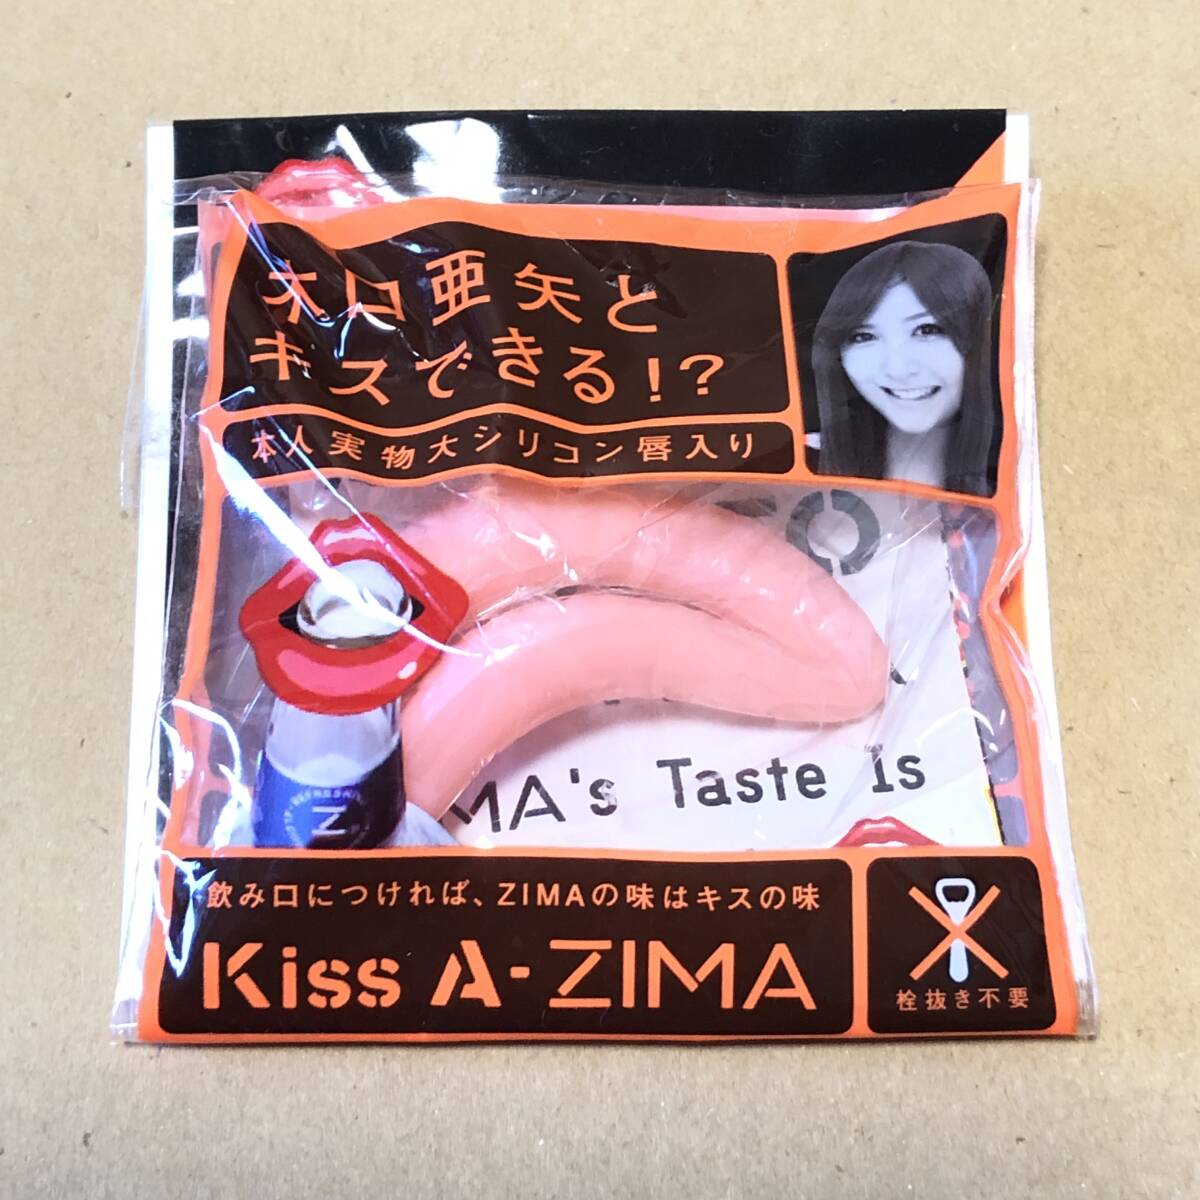 大口亜矢と
キスできる!?
本人実物大シリコン唇入り
MA's Taste Is
飲み口につければ、ZIMAの味はキスの味
Kiss A-ZIMA
栓抜き不要
Z